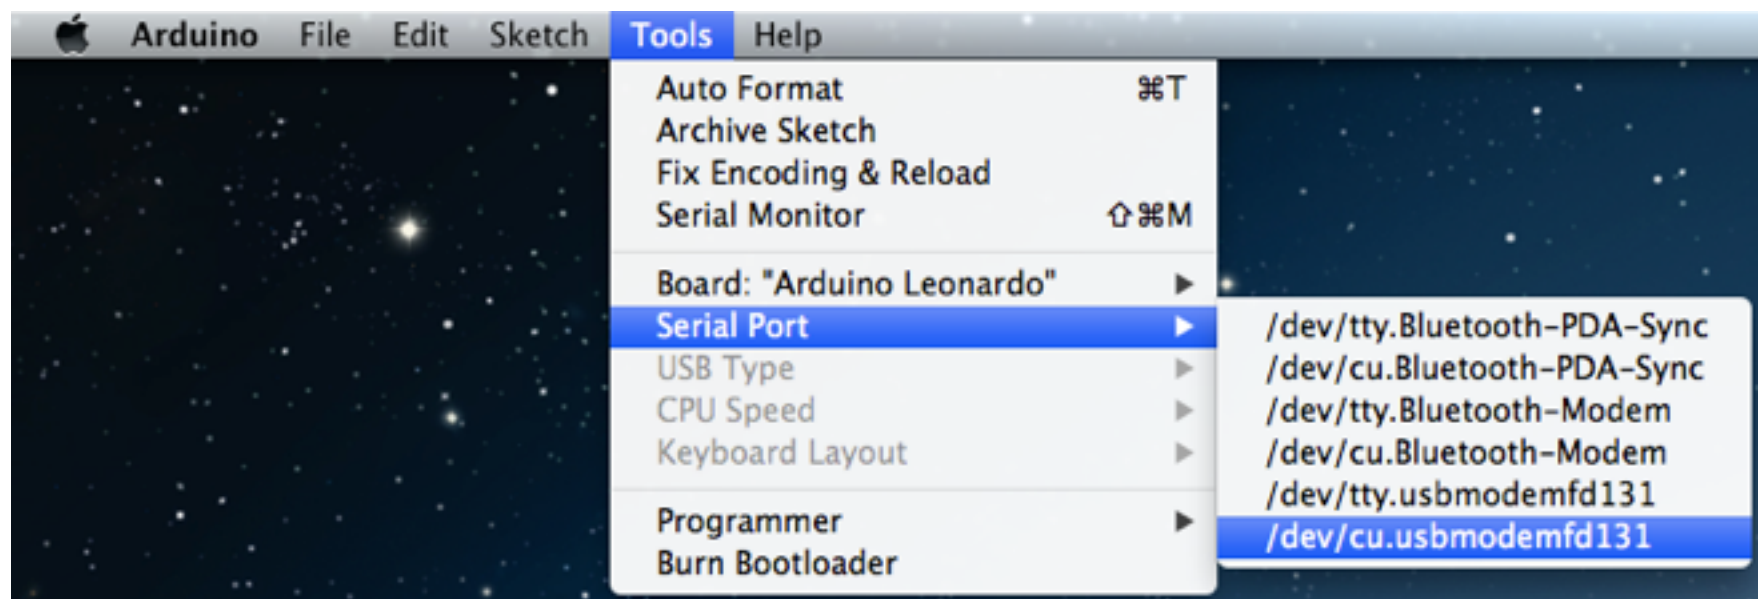 Arduino File Edit Sketch Tools Help
Auto Format ⌘T
Archive Sketch
Fix Encoding & Reload
Serial Monitor ⇧⌘M
Board: "Arduino Leonardo" ▶
Serial Port ▶
USB Type ▶
CPU Speed ▶
Keyboard Layout ▶
Programmer ▶
Burn Bootloader
/dev/tty.Bluetooth-PDA-Sync
/dev/cu.Bluetooth-PDA-Sync
/dev/tty.Bluetooth-Modem
/dev/cu.Bluetooth-Modem
/dev/tty.usbmodemfd131
/dev/cu.usbmodemfd131